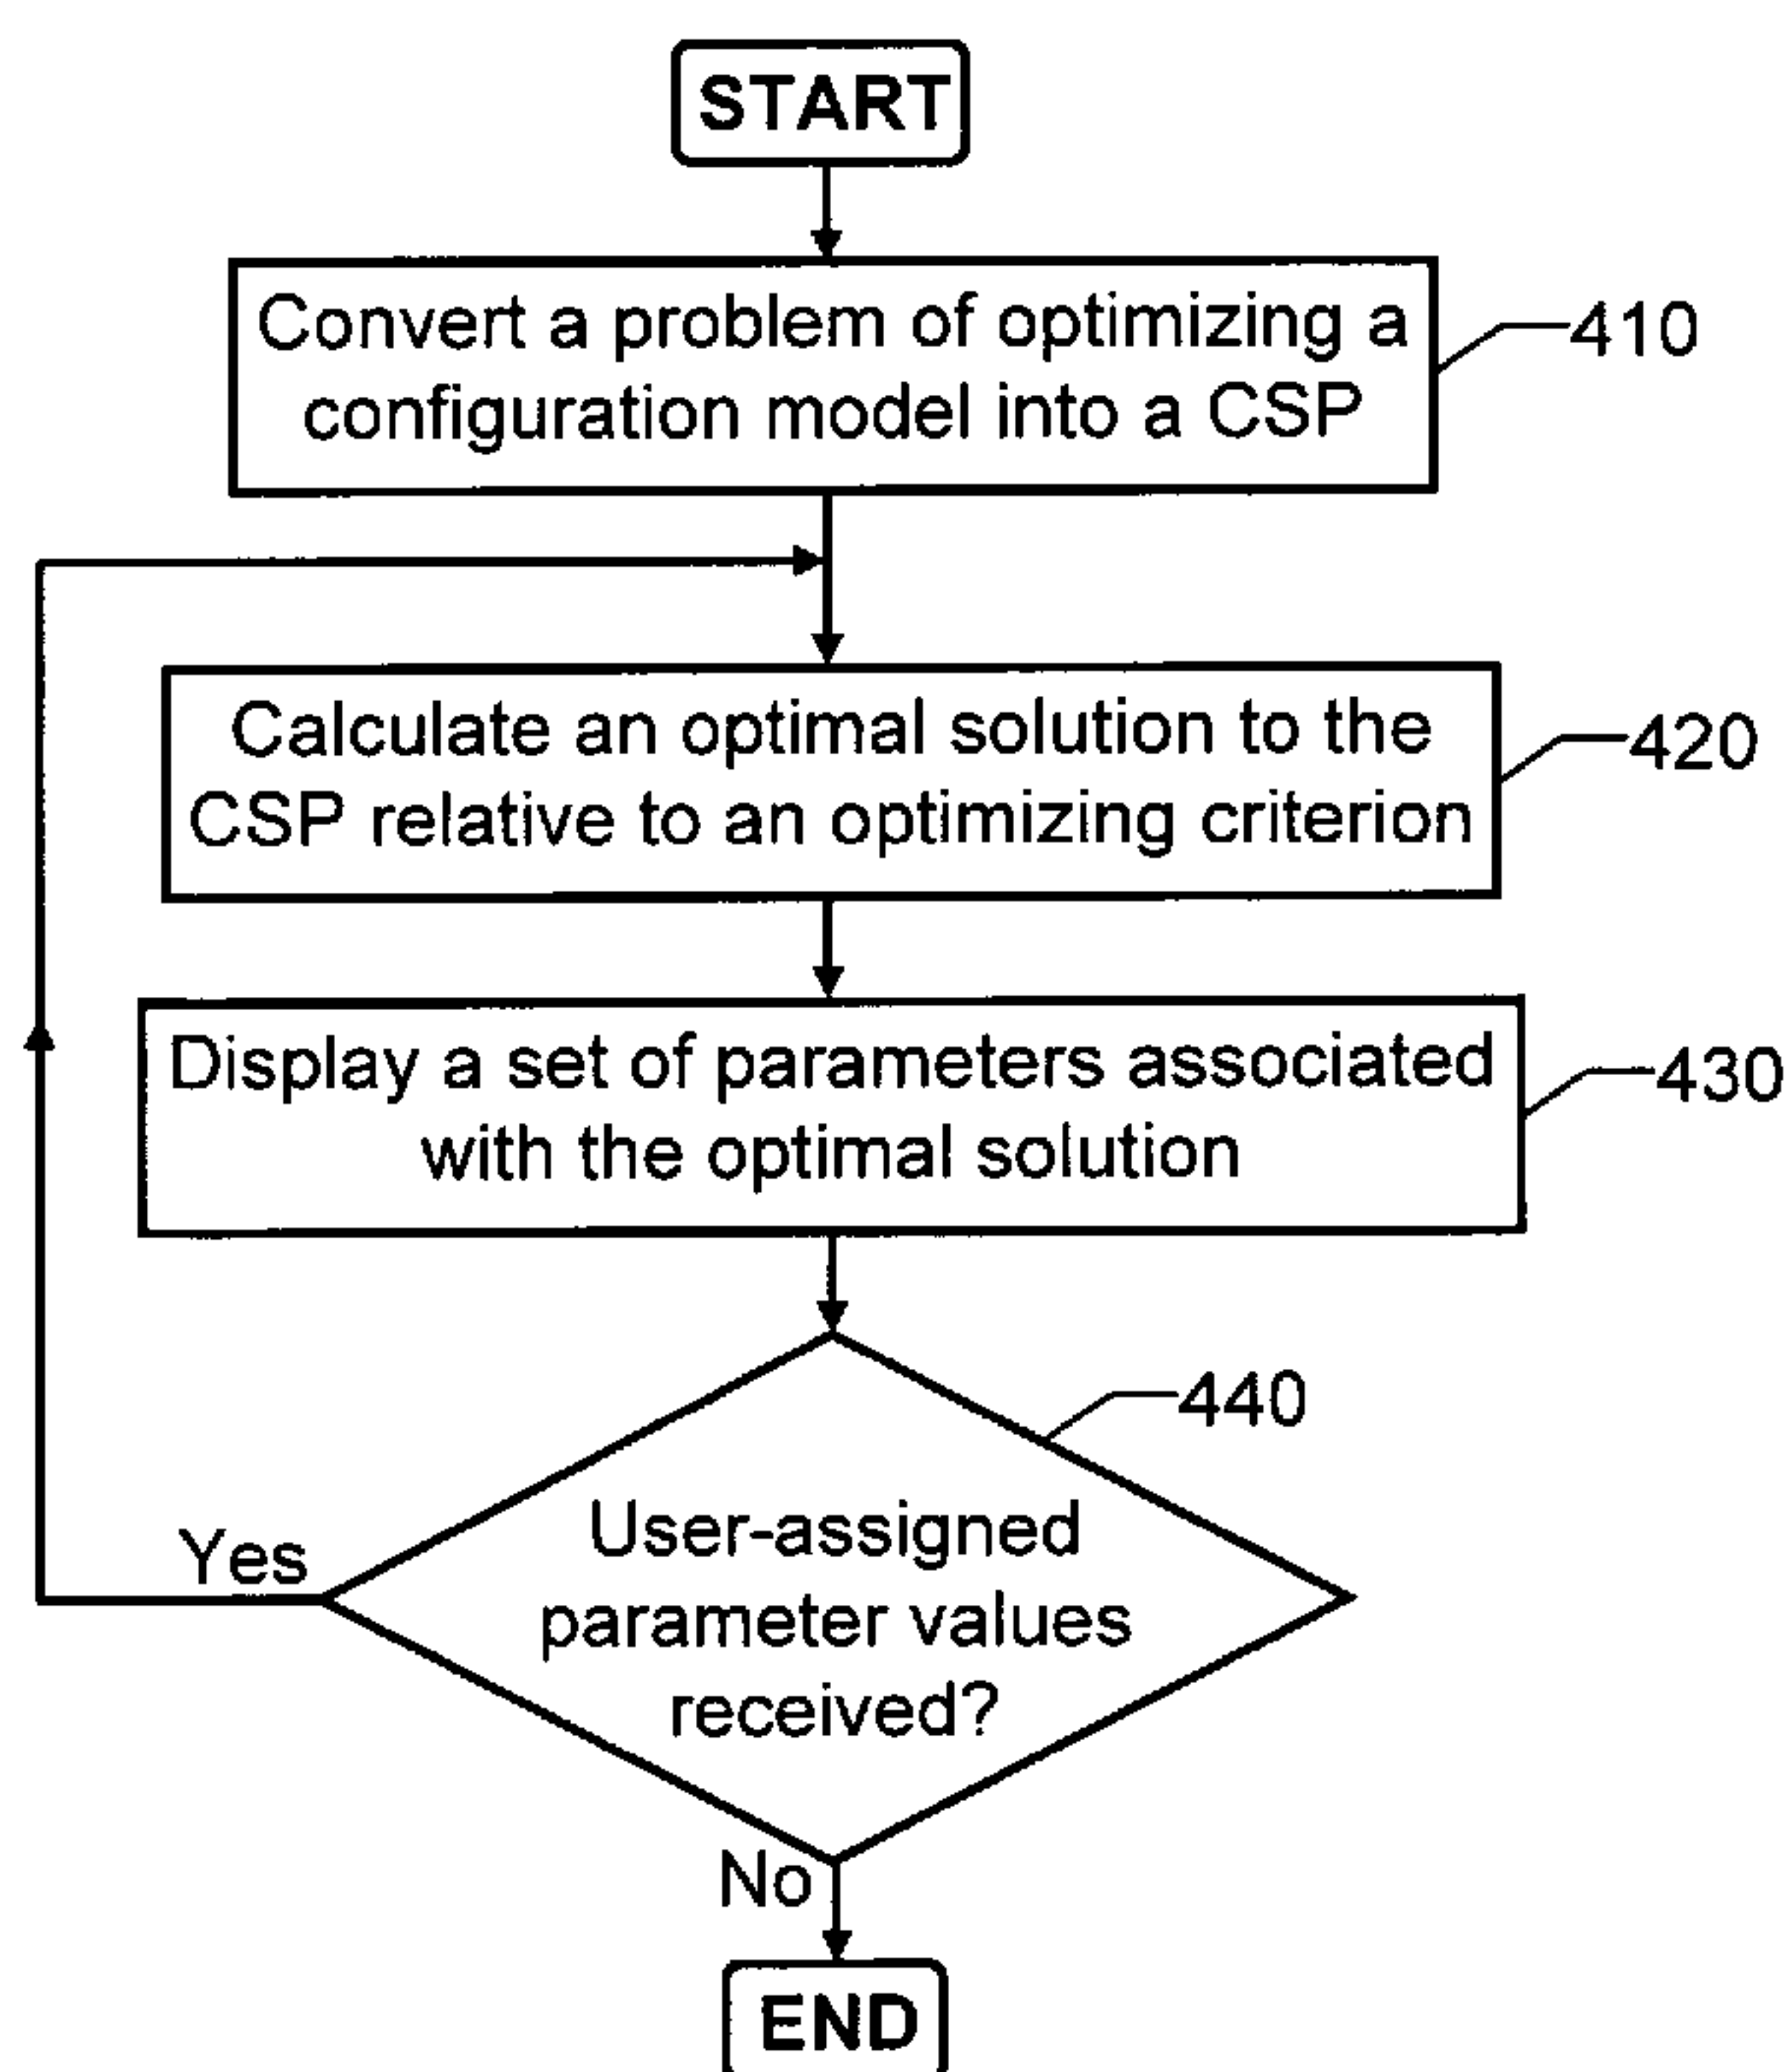 START
Convert a problem of optimizing a
configuration model into a CSP
410
Calculate an optimal solution to the
CSP relative to an optimizing criterion
420
Display a set of parameters associated
with the optimal solution
430
440
User-assigned
parameter values
received?
Yes
No
END